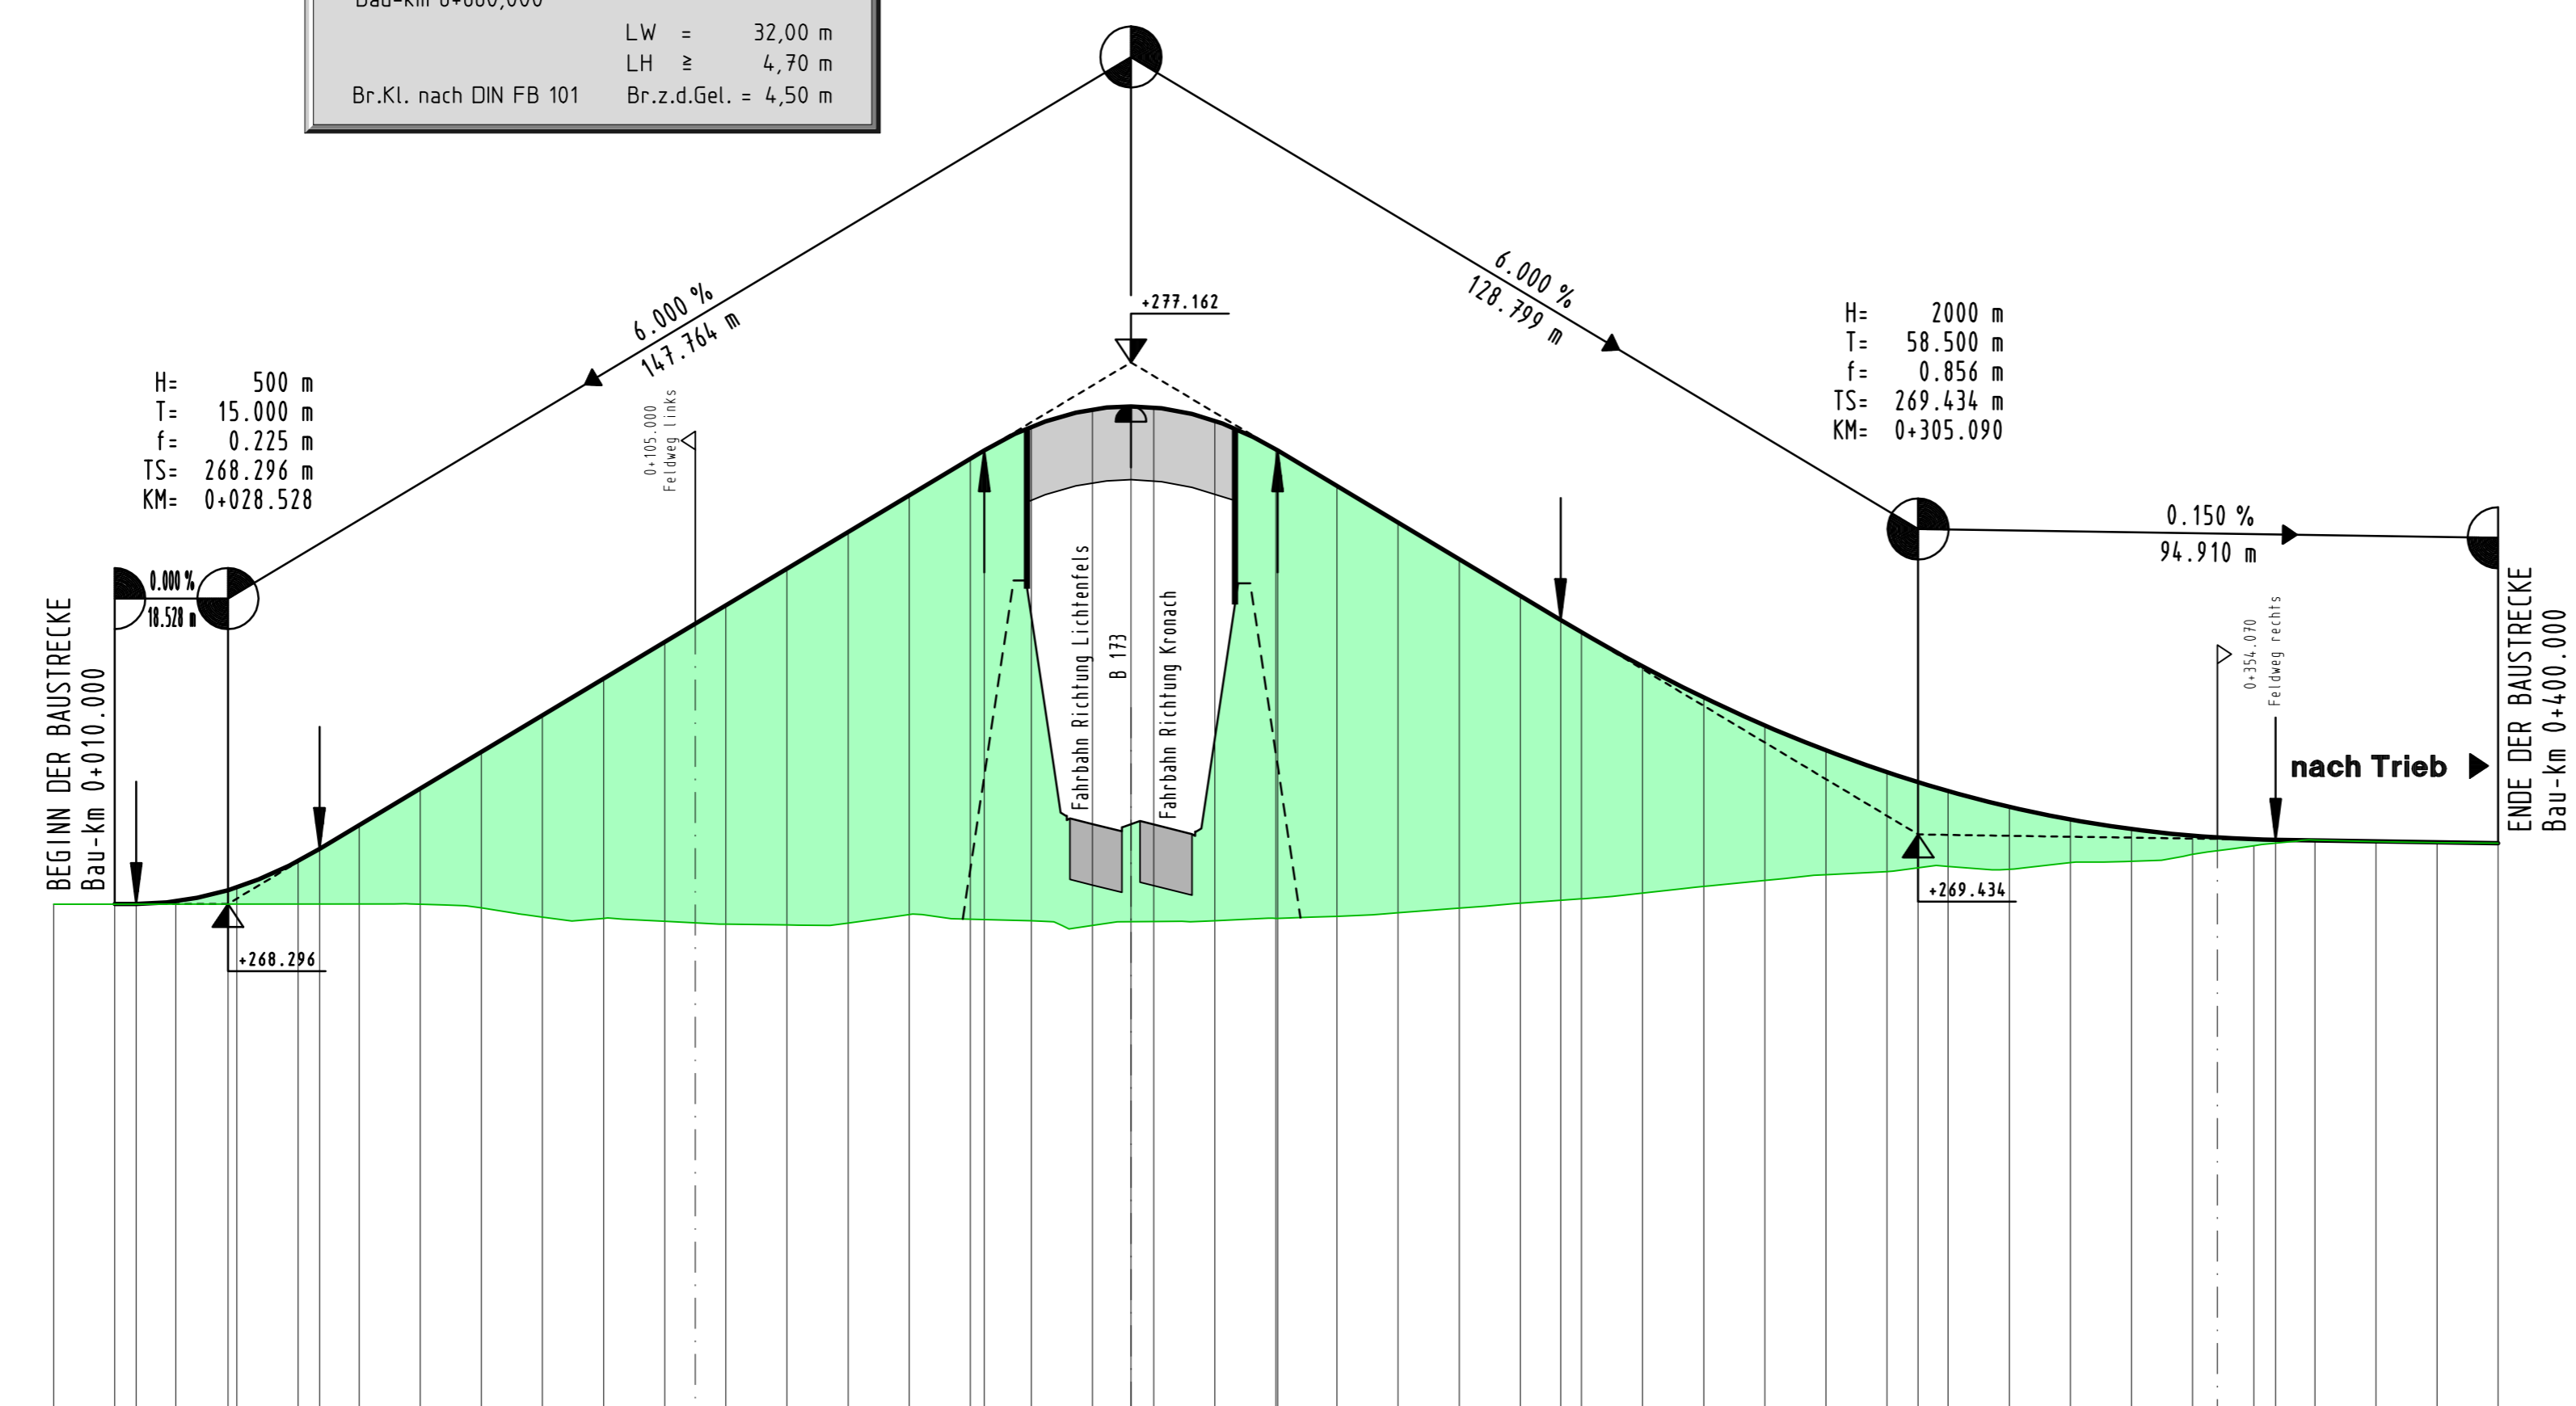 Bau-km 0+080,000
LW = 32,00 m
LH ≥ 4,70 m
Br.Kl. nach DIN FB 101 Br.z.d.Gel. = 4,50 m
+277.162
6.000 %
147.764 m
6.000 %
128.799 m
H= 500 m
T= 15.000 m
f= 0.225 m
TS= 268.296 m
KM= 0+028.528
H= 2000 m
T= 58.500 m
f= 0.856 m
TS= 269.434 m
KM= 0+305.090
0+105.000
Feldweg links
0.000 %
18.528 m
0.150 %
94.910 m
BEGINN DER BAUSTRECKE
Bau-km 0+010.000
Fahrbahn Richtung Lichtenfels
B 173
Fahrbahn Richtung Kronach
0+354.070
Feldweg rechts
nach Trieb
ENDE DER BAUSTRECKE
Bau-km 0+400.000
+269.434
+268.296